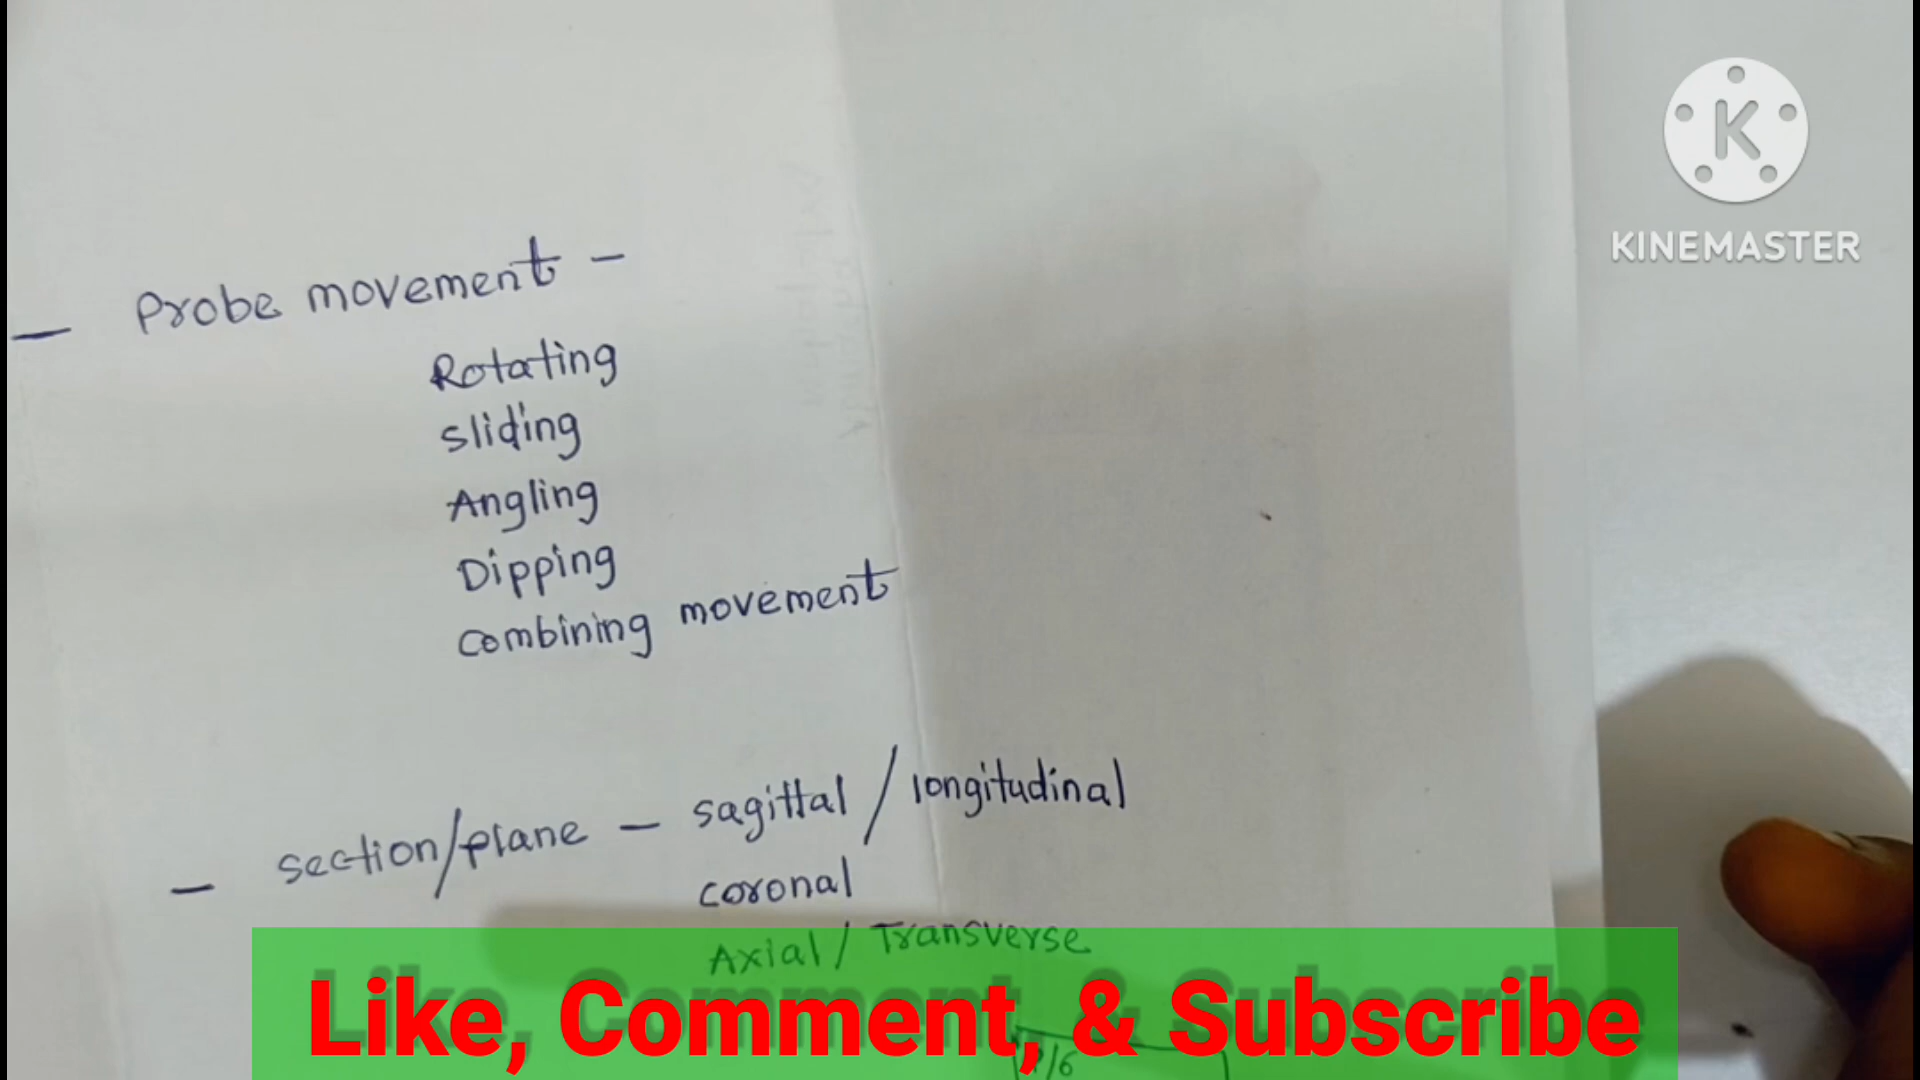 K
KINEMASTER
— Probe movement –
Rotating
sliding
Angling
Dipping
combining movement
— section/plane – sagittal / longitudinal
coronal
Axial / Transverse
Like, Comment, & Subscribe